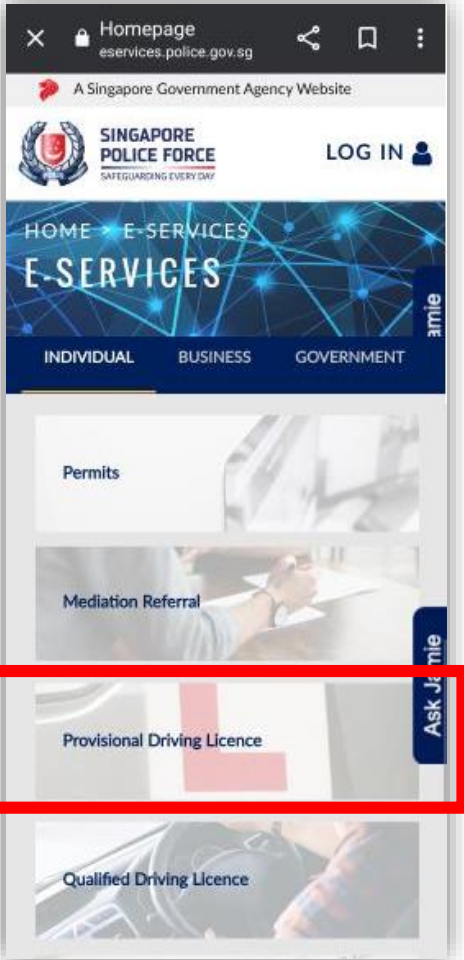 Homepage
eservices.police.gov.sg
A Singapore Government Agency Website
SINGAPORE
POLICE FORCE
SAFEGUARDING EVERY DAY
LOG IN
HOME > E-SERVICES
E-SERVICES
amie
INDIVIDUAL BUSINESS GOVERNMENT
Permits
Mediation Referral
Ask Jamie
Provisional Driving Licence
L
Qualified Driving Licence